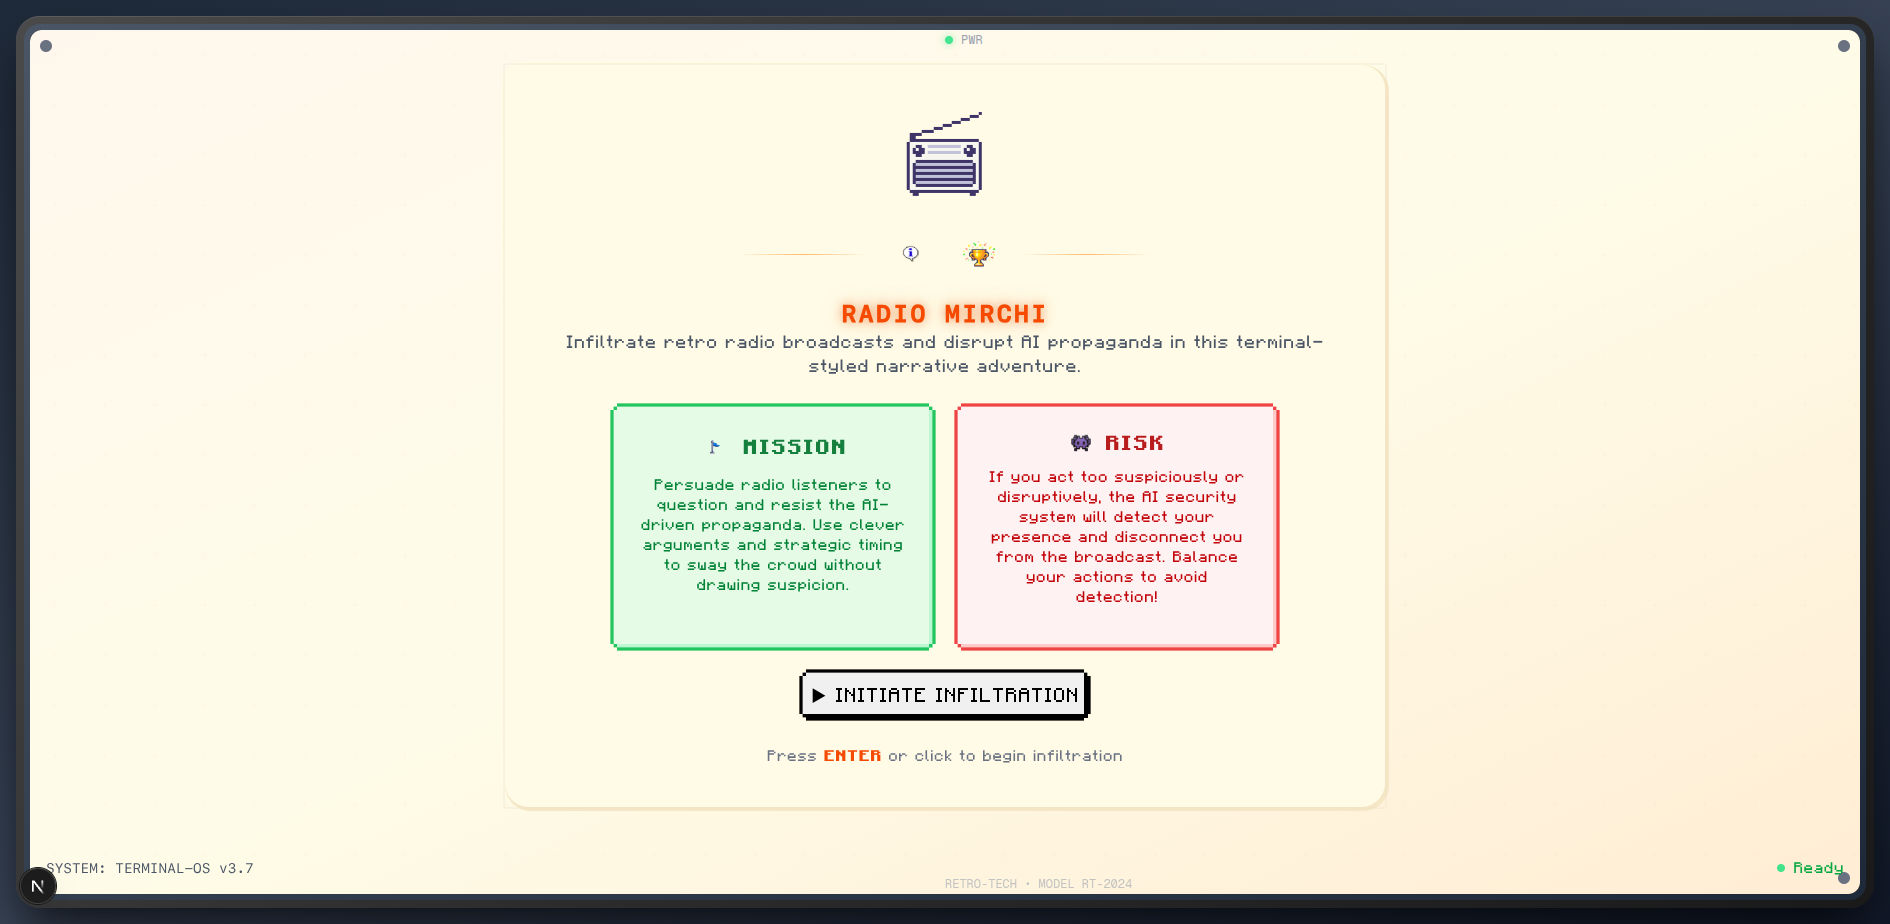 PWR
RADIO MIRCHI
Infiltrate retro radio broadcasts and disrupt AI propaganda in this terminal-
styled narrative adventure.
MISSION
Persuade radio listeners to
question and resist the AI-
driven propaganda. Use clever
arguments and strategic timing
to sway the crowd without
drawing suspicion.
RISK
If you act too suspiciously or
disruptively, the AI security
system will detect your
presence and disconnect you
from the broadcast. Balance
your actions to avoid
detection!
▶ INITIATE INFILTRATION
Press ENTER or click to begin infiltration
SYSTEM: TERMINAL-OS v3.7
Ready
N
RETRO-TECH • MODEL RT-2024